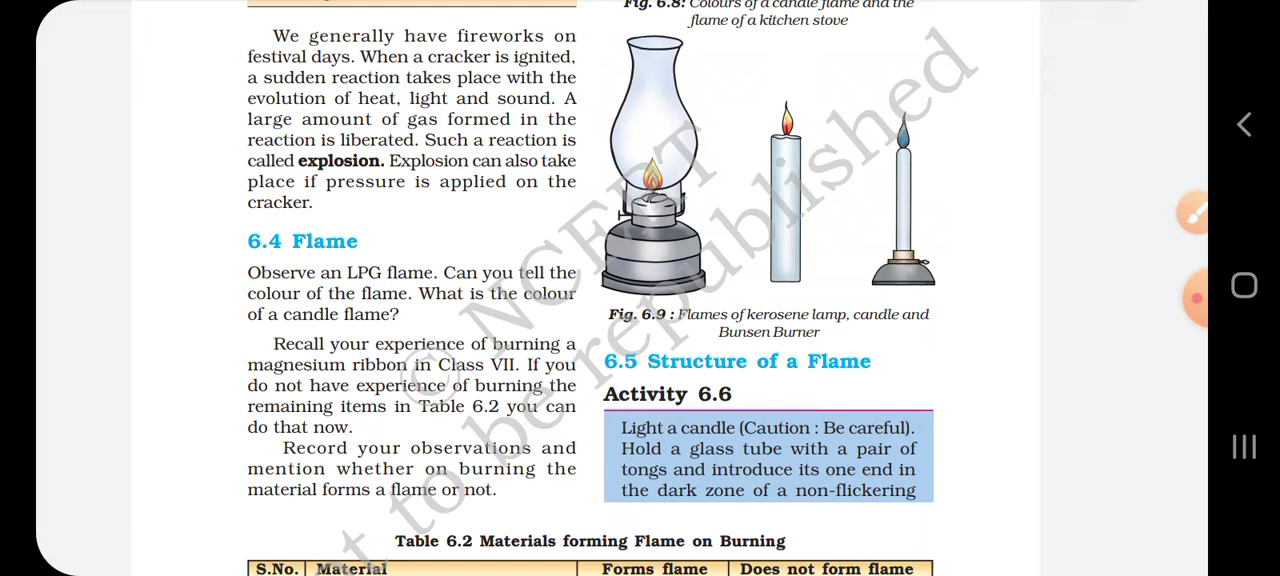 We generally have fireworks on
festival days. When a cracker is ignited,
a sudden reaction takes place with the
evolution of heat, light and sound. A
large amount of gas formed in the
reaction is liberated. Such a reaction is
called explosion. Explosion can also take
place if pressure is applied on the
cracker.
6.4 Flame
Observe an LPG flame. Can you tell the
colour of the flame. What is the colour
of a candle flame?
Recall your experience of burning a
magnesium ribbon in Class VII. If you
do not have experience of burning the
remaining items in Table 6.2 you can
do that now.
Record your observations and
mention whether on burning the
material forms a flame or not.
Fig. 6.8: Colours of a candle flame and the
flame of a kitchen stove
Fig. 6.9 : Flames of kerosene lamp, candle and
Bunsen Burner
6.5 Structure of a Flame
Activity 6.6
Light a candle (Caution : Be careful).
Hold a glass tube with a pair of
tongs and introduce its one end in
the dark zone of a non-flickering
Table 6.2 Materials forming Flame on Burning
S.No. Material Forms flame Does not form flame
© NCERT
not to be republished